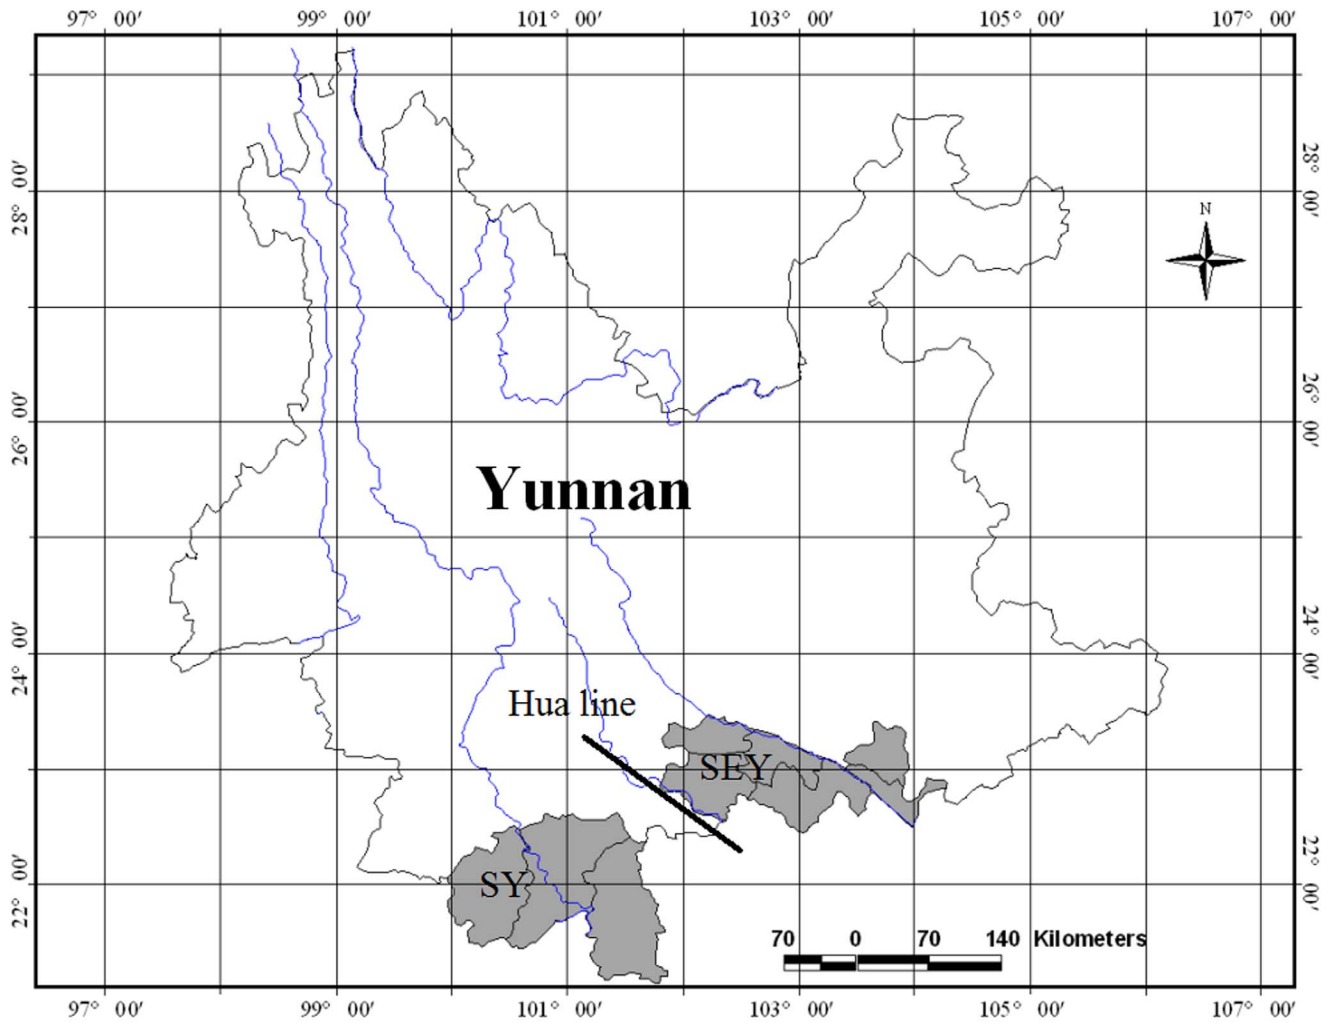 97° 00′ 99° 00′ 101° 00′ 103° 00′ 105° 00′ 107° 00′
28° 00′
28° 00′
N
26° 00′
26° 00′
Yunnan
24° 00′
24° 00′
Hua line
SEY
SY
22° 00′
22° 00′
70 0 70 140 Kilometers
97° 00′ 99° 00′ 101° 00′ 103° 00′ 105° 00′ 107° 00′